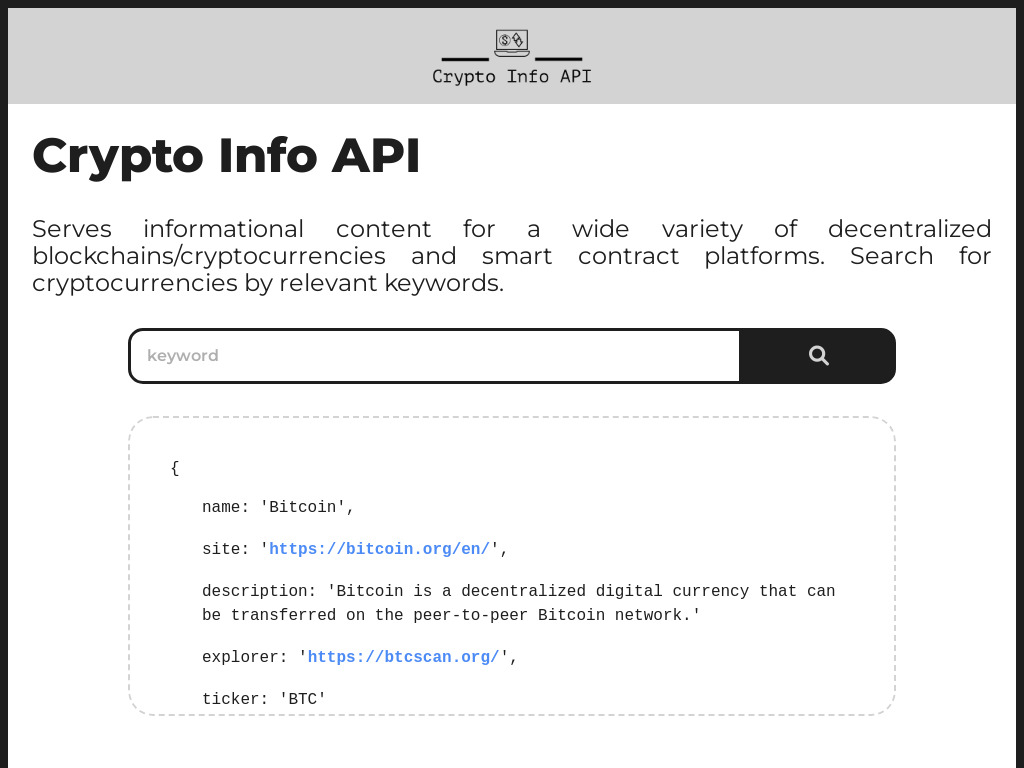 Crypto Info API
Crypto Info API
Serves informational content for a wide variety of decentralized
blockchains/cryptocurrencies and smart contract platforms. Search for
cryptocurrencies by relevant keywords.
keyword
{
name: 'Bitcoin',
site: 'https://bitcoin.org/en/',
description: 'Bitcoin is a decentralized digital currency that can
be transferred on the peer-to-peer Bitcoin network.'
explorer: 'https://btcscan.org/',
ticker: 'BTC'